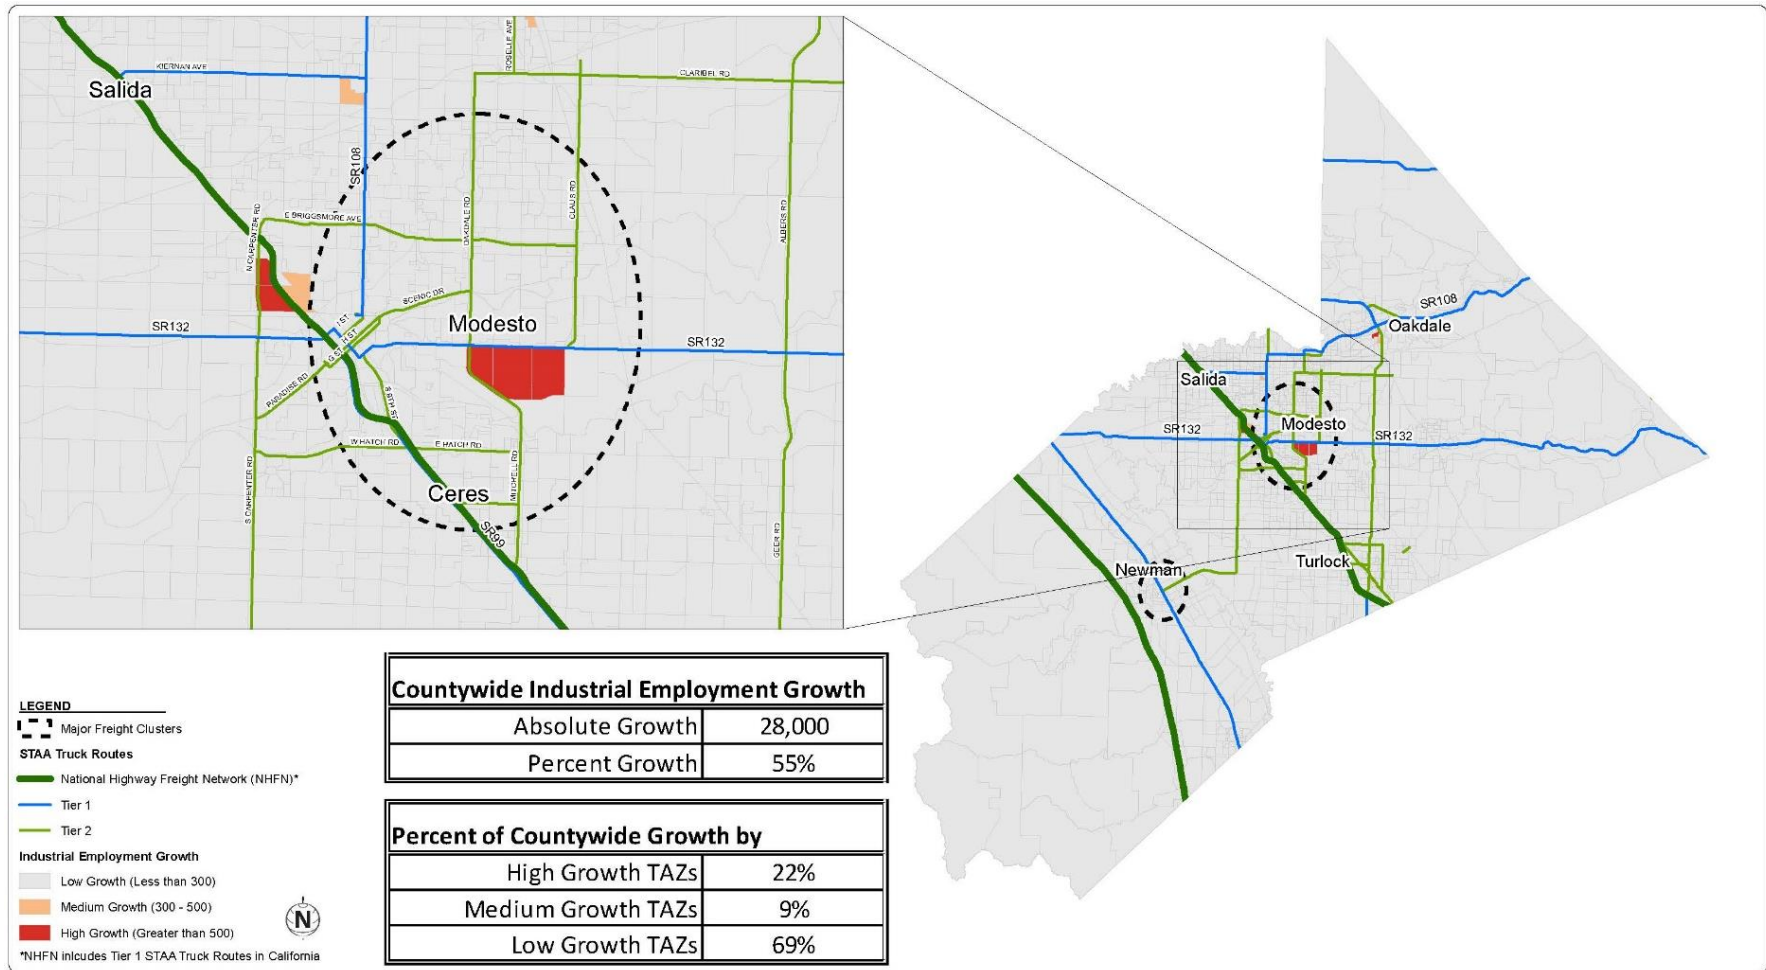 KIERNAN AVE
ROSELLE AVE
CLARIBEL RD
Salida
SR108
N CARPENTER RD
E BRIGGSMORE AVE
OAKDALE RD
CLAUS RD
ALBERS RD
SCENIC DR
SR132
I ST
H ST
G ST
Modesto
SR132
PARADISE RD
S 9TH ST
W HATCH RD
E HATCH RD
S CARPENTER RD
MITCHELL RD
Ceres
SR99
GEER RD
SR108
Oakdale
Salida
Modesto
SR132
SR132
Newman
Turlock
LEGEND
Major Freight Clusters
STAA Truck Routes
National Highway Freight Network (NHFN)*
Tier 1
Tier 2
Industrial Employment Growth
Low Growth (Less than 300)
Medium Growth (300 - 500)
High Growth (Greater than 500)
*NHFN inlcudes Tier 1 STAA Truck Routes in California
N
Countywide Industrial Employment Growth
Absolute Growth 28,000
Percent Growth 55%
Percent of Countywide Growth by
High Growth TAZs 22%
Medium Growth TAZs 9%
Low Growth TAZs 69%